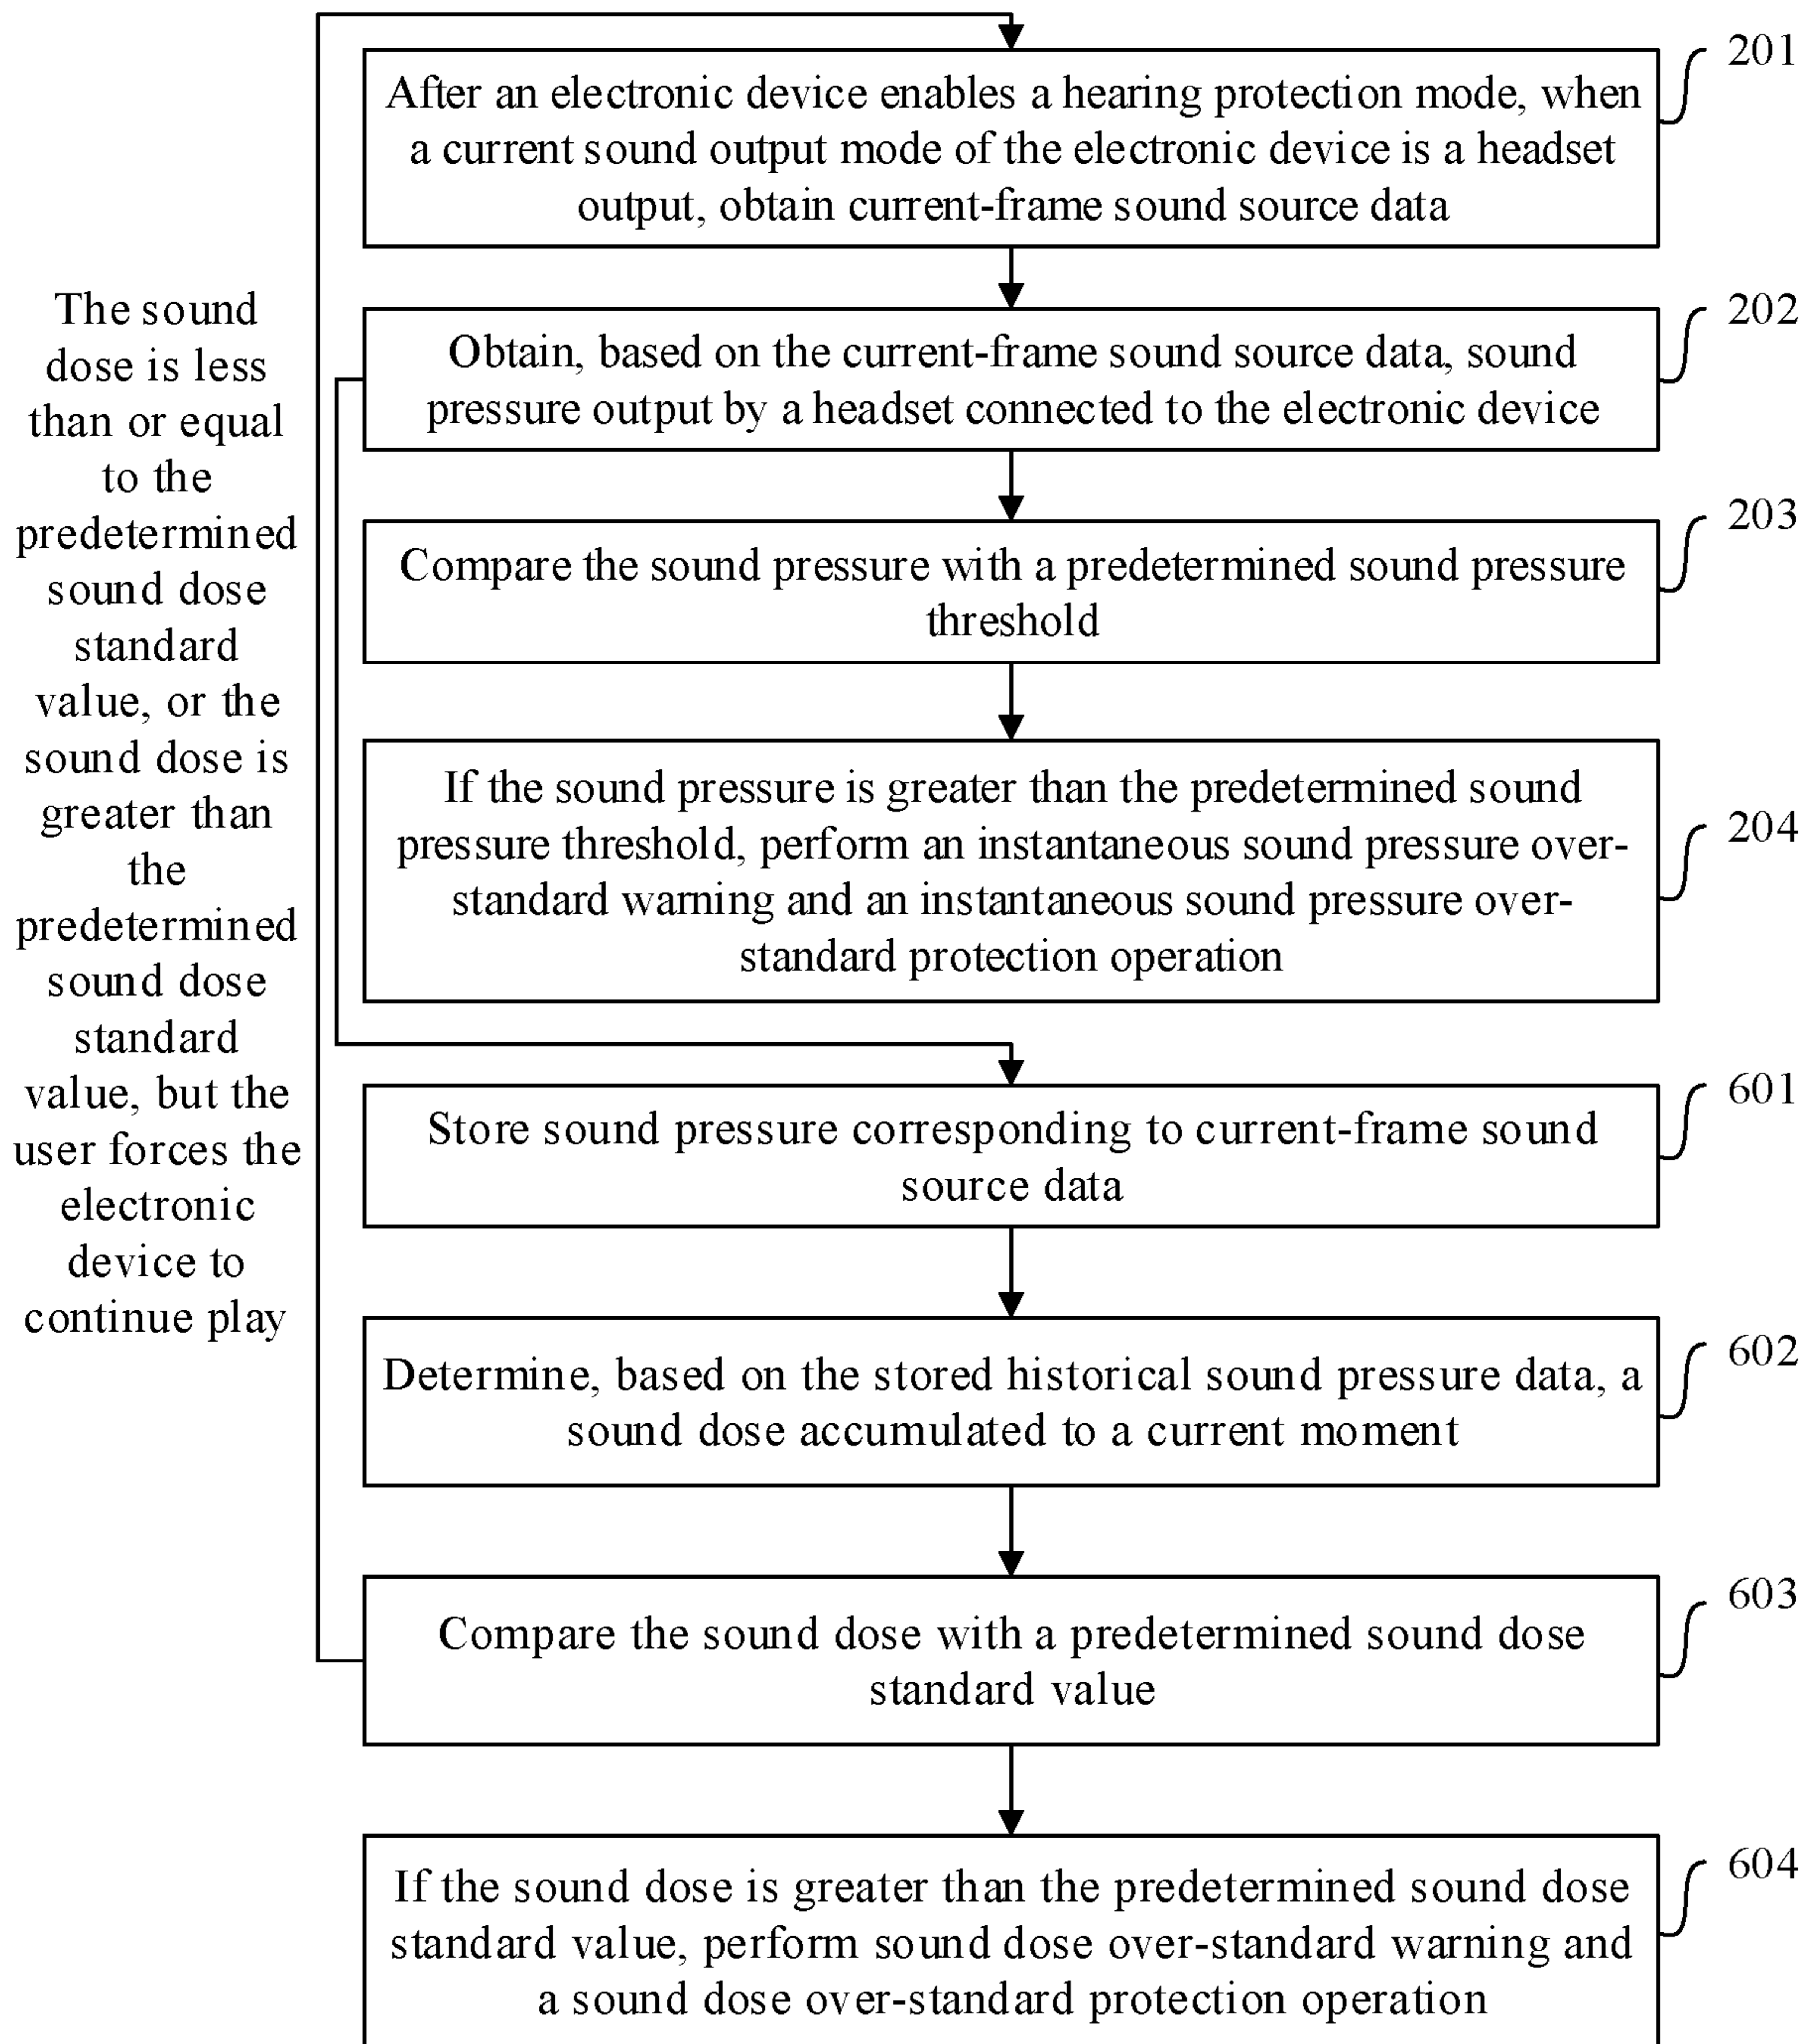 201
After an electronic device enables a hearing protection mode, when
a current sound output mode of the electronic device is a headset
output, obtain current-frame sound source data
202
Obtain, based on the current-frame sound source data, sound
pressure output by a headset connected to the electronic device
203
Compare the sound pressure with a predetermined sound pressure
threshold
204
If the sound pressure is greater than the predetermined sound
pressure threshold, perform an instantaneous sound pressure over-
standard warning and an instantaneous sound pressure over-
standard protection operation
601
Store sound pressure corresponding to current-frame sound
source data
602
Determine, based on the stored historical sound pressure data, a
sound dose accumulated to a current moment
603
Compare the sound dose with a predetermined sound dose
standard value
604
If the sound dose is greater than the predetermined sound dose
standard value, perform sound dose over-standard warning and
a sound dose over-standard protection operation
The sound
dose is less
than or equal
to the
predetermined
sound dose
standard
value, or the
sound dose is
greater than
the
predetermined
sound dose
standard
value, but the
user forces the
electronic
device to
continue play